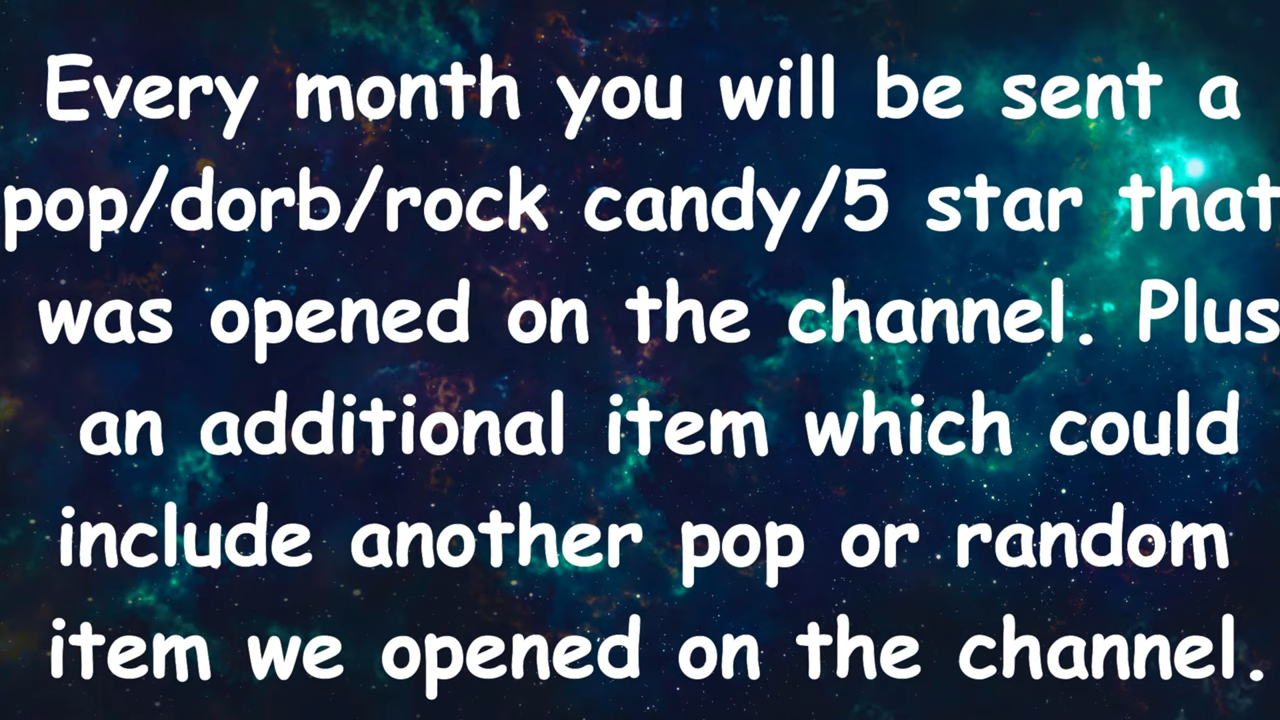 Every month you will be sent a
pop/dorb/rock candy/5 star that
was opened on the channel. Plus
an additional item which could
include another pop or random
item we opened on the channel.